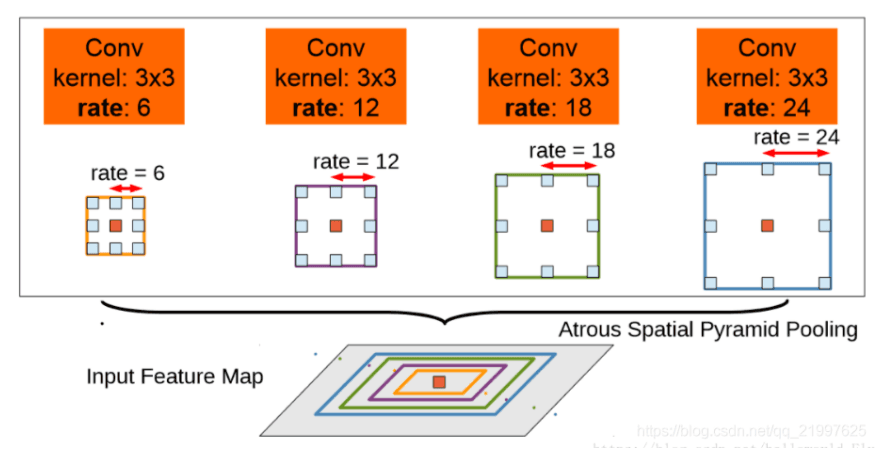 Conv
kernel: 3x3
rate: 6
Conv
kernel: 3x3
rate: 12
Conv
kernel: 3x3
rate: 18
Conv
kernel: 3x3
rate: 24
rate = 6
rate = 12
rate = 18
rate = 24
Atrous Spatial Pyramid Pooling
Input Feature Map
https://blog.csdn.net/qq_21997625